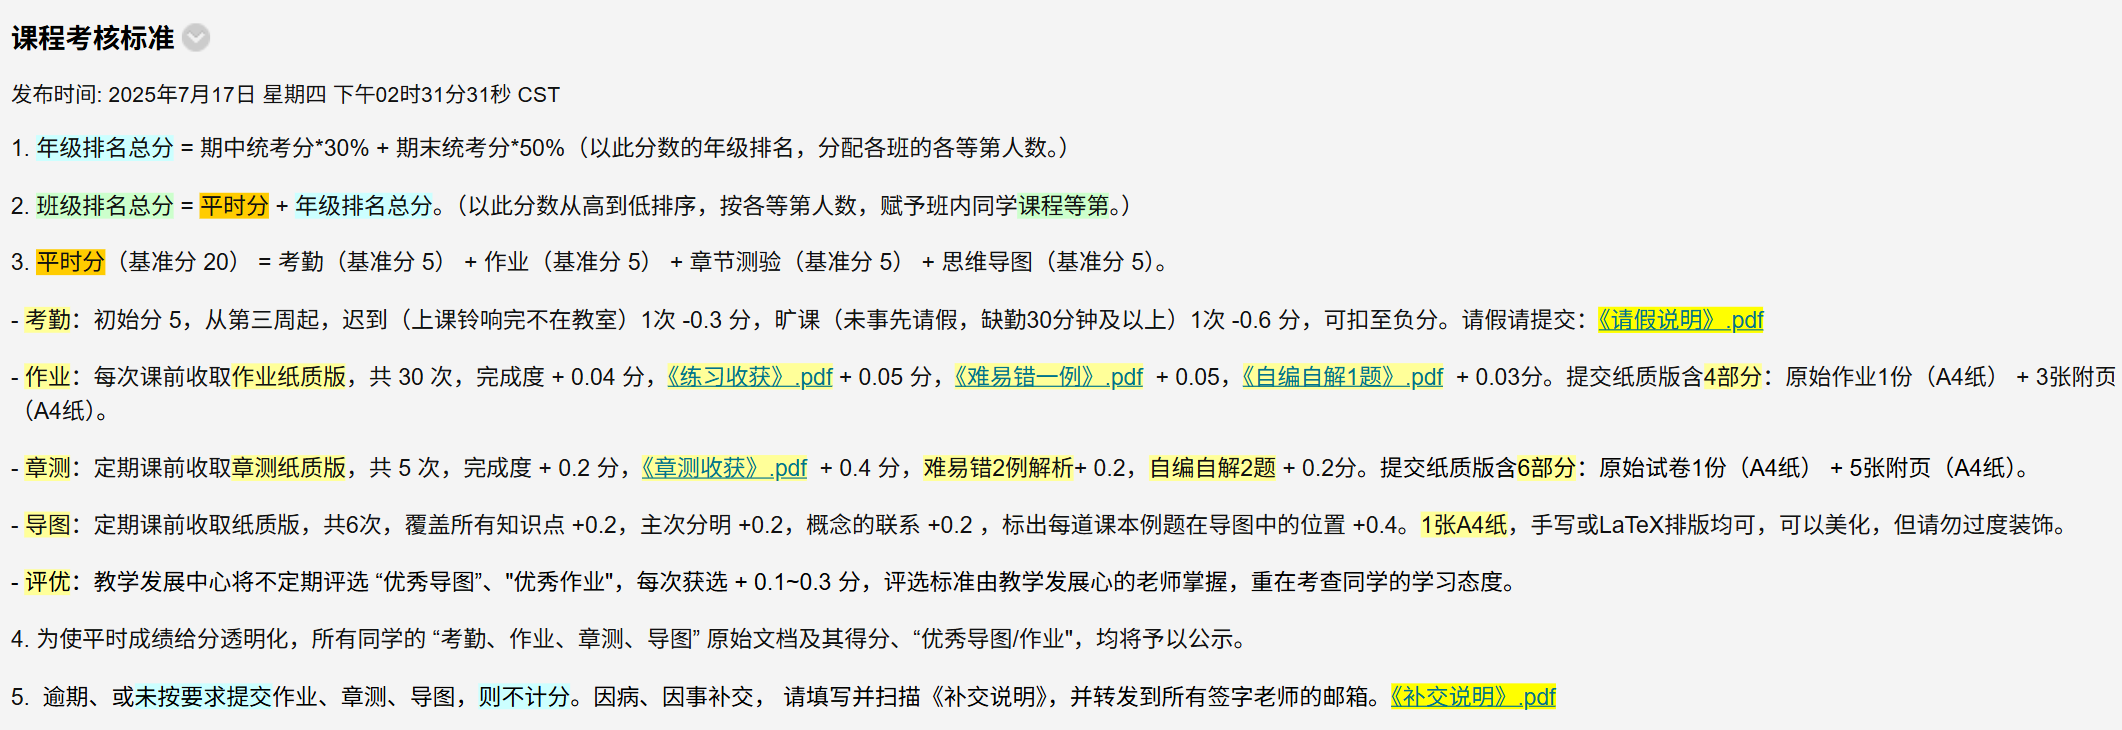 课程考核标准
发布时间: 2025年7月17日 星期四 下午02时31分31秒 CST
1. 年级排名总分 = 期中统考分*30% + 期末统考分*50%（以此分数的年级排名，分配各班的各等第人数。）
2. 班级排名总分 = 平时分 + 年级排名总分。（以此分数从高到低排序，按各等第人数，赋予班内同学课程等第。）
3. 平时分（基准分 20） = 考勤（基准分 5） + 作业（基准分 5） + 章节测验（基准分 5） + 思维导图（基准分 5）。
- 考勤：初始分 5，从第三周起，迟到（上课铃响完不在教室）1次 -0.3 分，旷课（未事先请假，缺勤30分钟及以上）1次 -0.6 分，可扣至负分。请假请提交：《请假说明》.pdf
- 作业：每次课前收取作业纸质版，共 30 次，完成度 + 0.04 分，《练习收获》.pdf + 0.05 分，《难易错一例》.pdf + 0.05，《自编自解1题》.pdf + 0.03分。提交纸质版含4部分：原始作业1份（A4纸） + 3张附页
（A4纸）。
- 章测：定期课前收取章测纸质版，共 5 次，完成度 + 0.2 分，《章测收获》.pdf + 0.4 分，难易错2例解析+ 0.2，自编自解2题 + 0.2分。提交纸质版含6部分：原始试卷1份（A4纸） + 5张附页（A4纸）。
- 导图：定期课前收取纸质版，共6次，覆盖所有知识点 +0.2，主次分明 +0.2，概念的联系 +0.2 ，标出每道课本例题在导图中的位置 +0.4。1张A4纸，手写或LaTeX排版均可，可以美化，但请勿过度装饰。
- 评优：教学发展中心将不定期评选 “优秀导图”、"优秀作业"，每次获选 + 0.1~0.3 分，评选标准由教学发展心的老师掌握，重在考查同学的学习态度。
4. 为使平时成绩给分透明化，所有同学的 “考勤、作业、章测、导图” 原始文档及其得分、“优秀导图/作业"，均将予以公示。
5. 逾期、或未按要求提交作业、章测、导图，则不计分。因病、因事补交， 请填写并扫描《补交说明》，并转发到所有签字老师的邮箱。《补交说明》.pdf